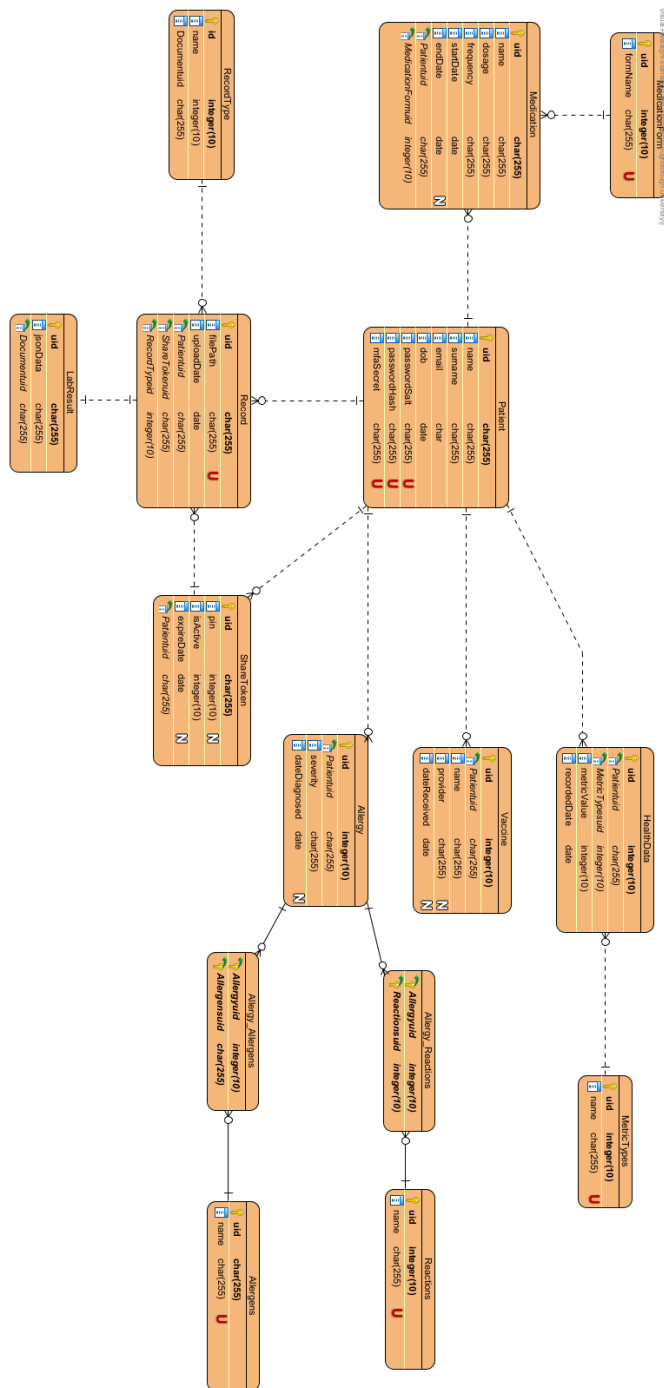 MedicationForm
uid integer(10)
formName char(255) U
HealthData
uid integer(10)
Patientuid char(255)
MetricTypesuid integer(10)
metricValue integer(10)
recordedDate date
MetricTypes
uid integer(10)
name char(255) U
Medication
uid char(255)
name char(255)
dosage char(255)
frequency char(255)
startDate date
endDate date N
Patientuid char(255)
MedicationFormuid integer(10)
Patient
uid char(255)
name char(255)
surname char(255)
email char
dob date
passwordSalt char(255) U
passwordHash char(255) U
mfaSecret char(255) U
Vaccine
uid integer(10)
Patientuid char(255)
name char(255)
provider char(255) N
dateReceived date N
Allergy_Reactions
Allergyuid integer(10)
Reactionsuid integer(10)
Reactions
uid integer(10)
name char(255) U
Allergy
uid integer(10)
Patientuid char(255)
severity char(255)
dateDiagnosed date N
Allergy_Allergens
Allergyuid integer(10)
Allergensuid char(255)
Allergens
uid char(255)
name char(255) U
RecordType
id integer(10)
name integer(10)
Documentuid char(255)
Record
uid char(255)
filePath char(255) U
uploadDate date
Patientuid char(255)
ShareTokenuid char(255)
RecordTypeid integer(10)
ShareToken
uid char(255)
pin integer(10) N
isActive integer(10)
expireDate date N
Patientuid char(255)
LabResult
uid char(255)
jsonData char(255)
Documentuid char(255)